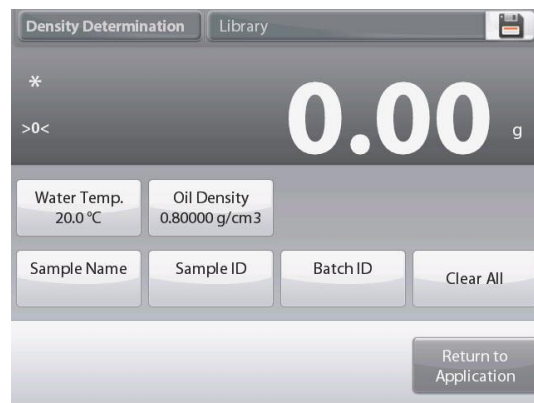 Density Determination
Library
*
>0<
0.00 g
Water Temp.
20.0 °C
Oil Density
0.80000 g/cm3
Sample Name
Sample ID
Batch ID
Clear All
Return to
Application